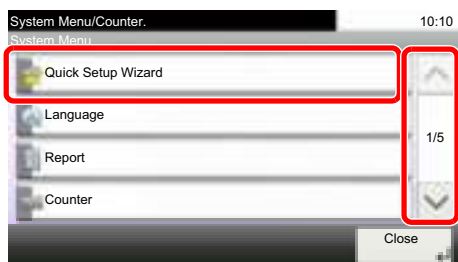 System Menu/Counter. 10:10
System Menu
Quick Setup Wizard
Language
1/5
Report
Counter
Close